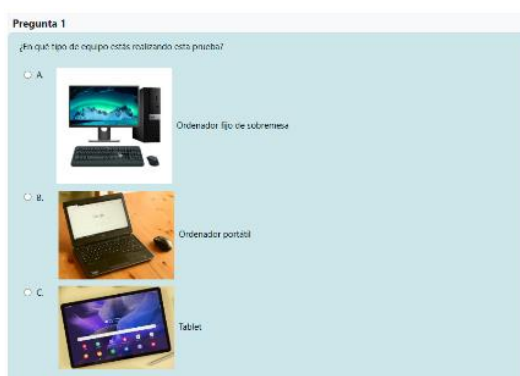 Pregunta 1
¿En qué tipo de equipo estás realizando esta prueba?
A.
Ordenador fijo de sobremesa
B.
Ordenador portátil
C.
Tablet